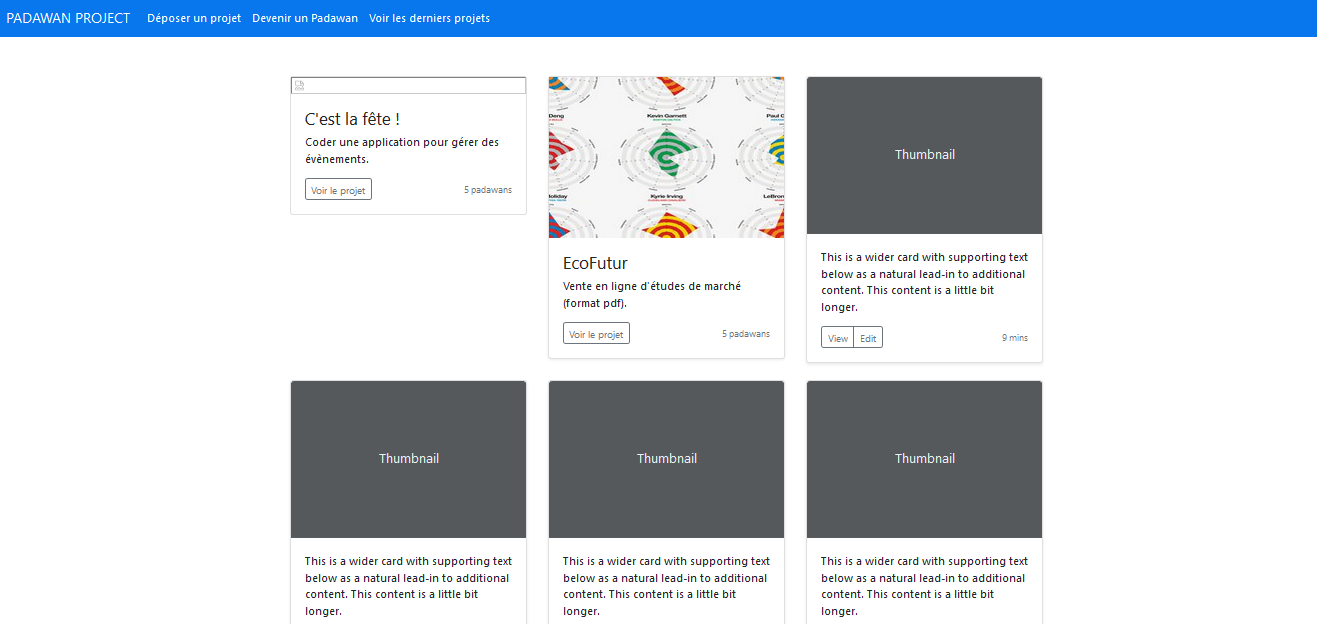 PADAWAN PROJECT Déposer un projet Devenir un Padawan Voir les derniers projets
C'est la fête !
Coder une application pour gérer des
évènements.
Voir le projet 5 padawans
Kevin Garnett
Kyrie Irving
EcoFutur
Vente en ligne d'études de marché
(format pdf).
Voir le projet 5 padawans
Thumbnail
This is a wider card with supporting text
below as a natural lead-in to additional
content. This content is a little bit
longer.
View Edit 9 mins
Thumbnail
This is a wider card with supporting text
below as a natural lead-in to additional
content. This content is a little bit
longer.
Thumbnail
This is a wider card with supporting text
below as a natural lead-in to additional
content. This content is a little bit
longer.
Thumbnail
This is a wider card with supporting text
below as a natural lead-in to additional
content. This content is a little bit
longer.